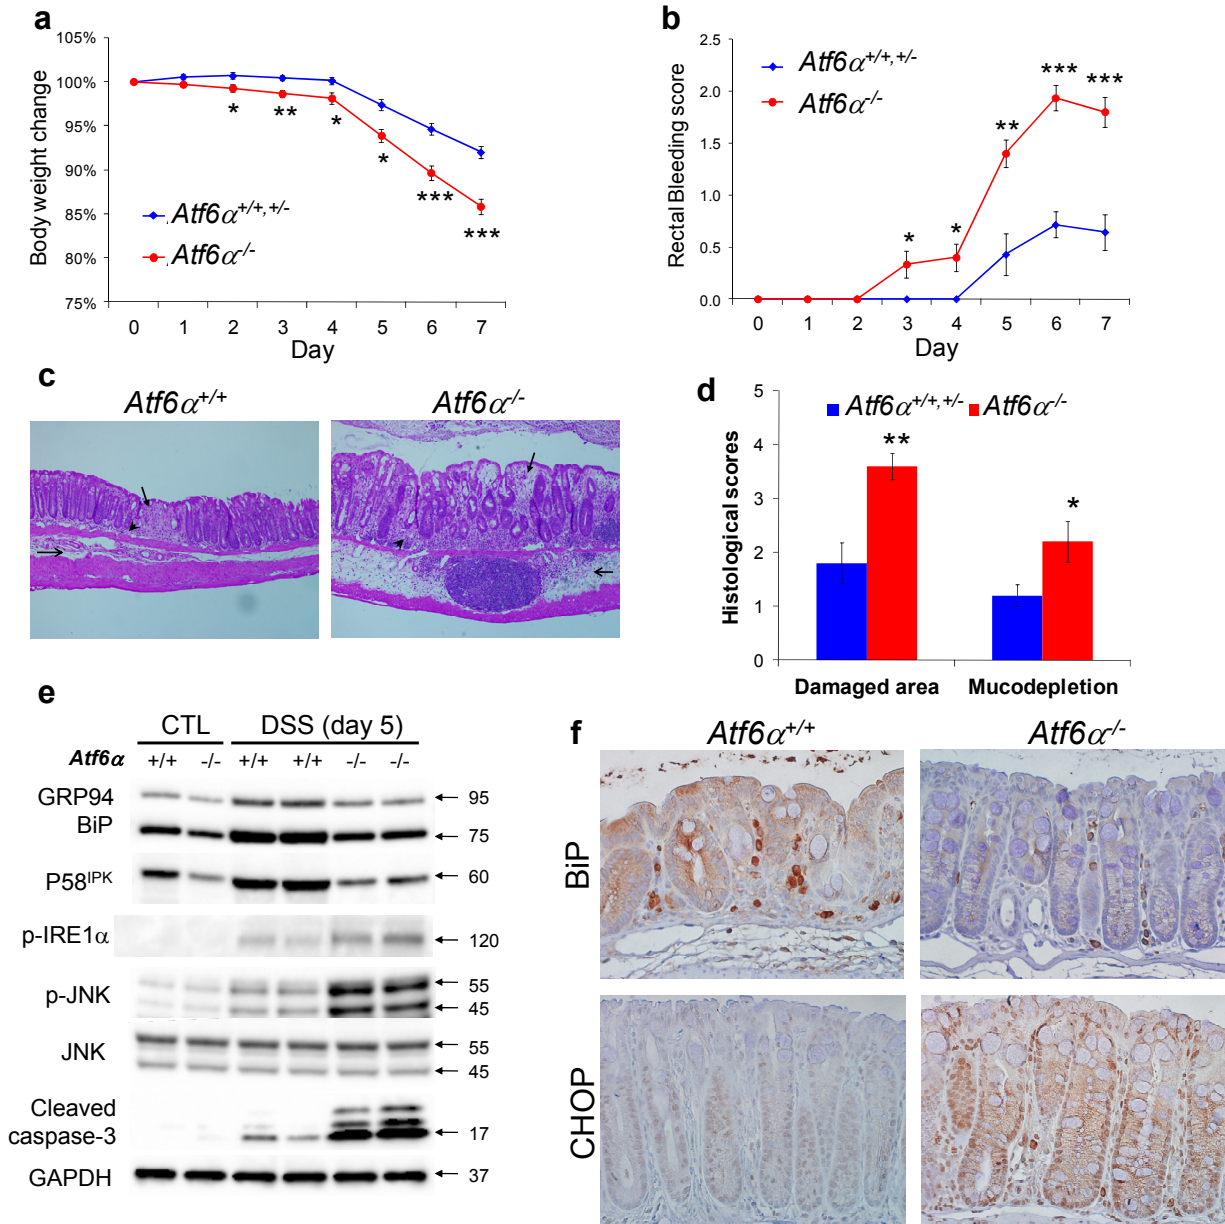 a
105%
100%
95%
90%
85%
80%
75%
Body weight change
* ** * * *** ***
Atf6α+/+,+/-
Atf6α-/-
0 1 2 3 4 5 6 7
Day
b
2.5
2.0
1.5
1.0
0.5
0.0
Rectal Bleeding score
Atf6α+/+,+/-
Atf6α-/-
* * ** *** ***
0 1 2 3 4 5 6 7
Day
c
Atf6α+/+ Atf6α-/-
d
5
4
3
2
1
0
Histological scores
Atf6α+/+,+/- Atf6α-/-
** *
Damaged area Mucodepletion
e
CTL DSS (day 5)
Atf6α +/+ -/- +/+ +/+ -/- -/-
GRP94 95
BiP 75
P58IPK 60
p-IRE1α 120
p-JNK 55
45
JNK 55
45
Cleaved
caspase-3 17
GAPDH 37
f
Atf6α+/+ Atf6α-/-
BiP
CHOP